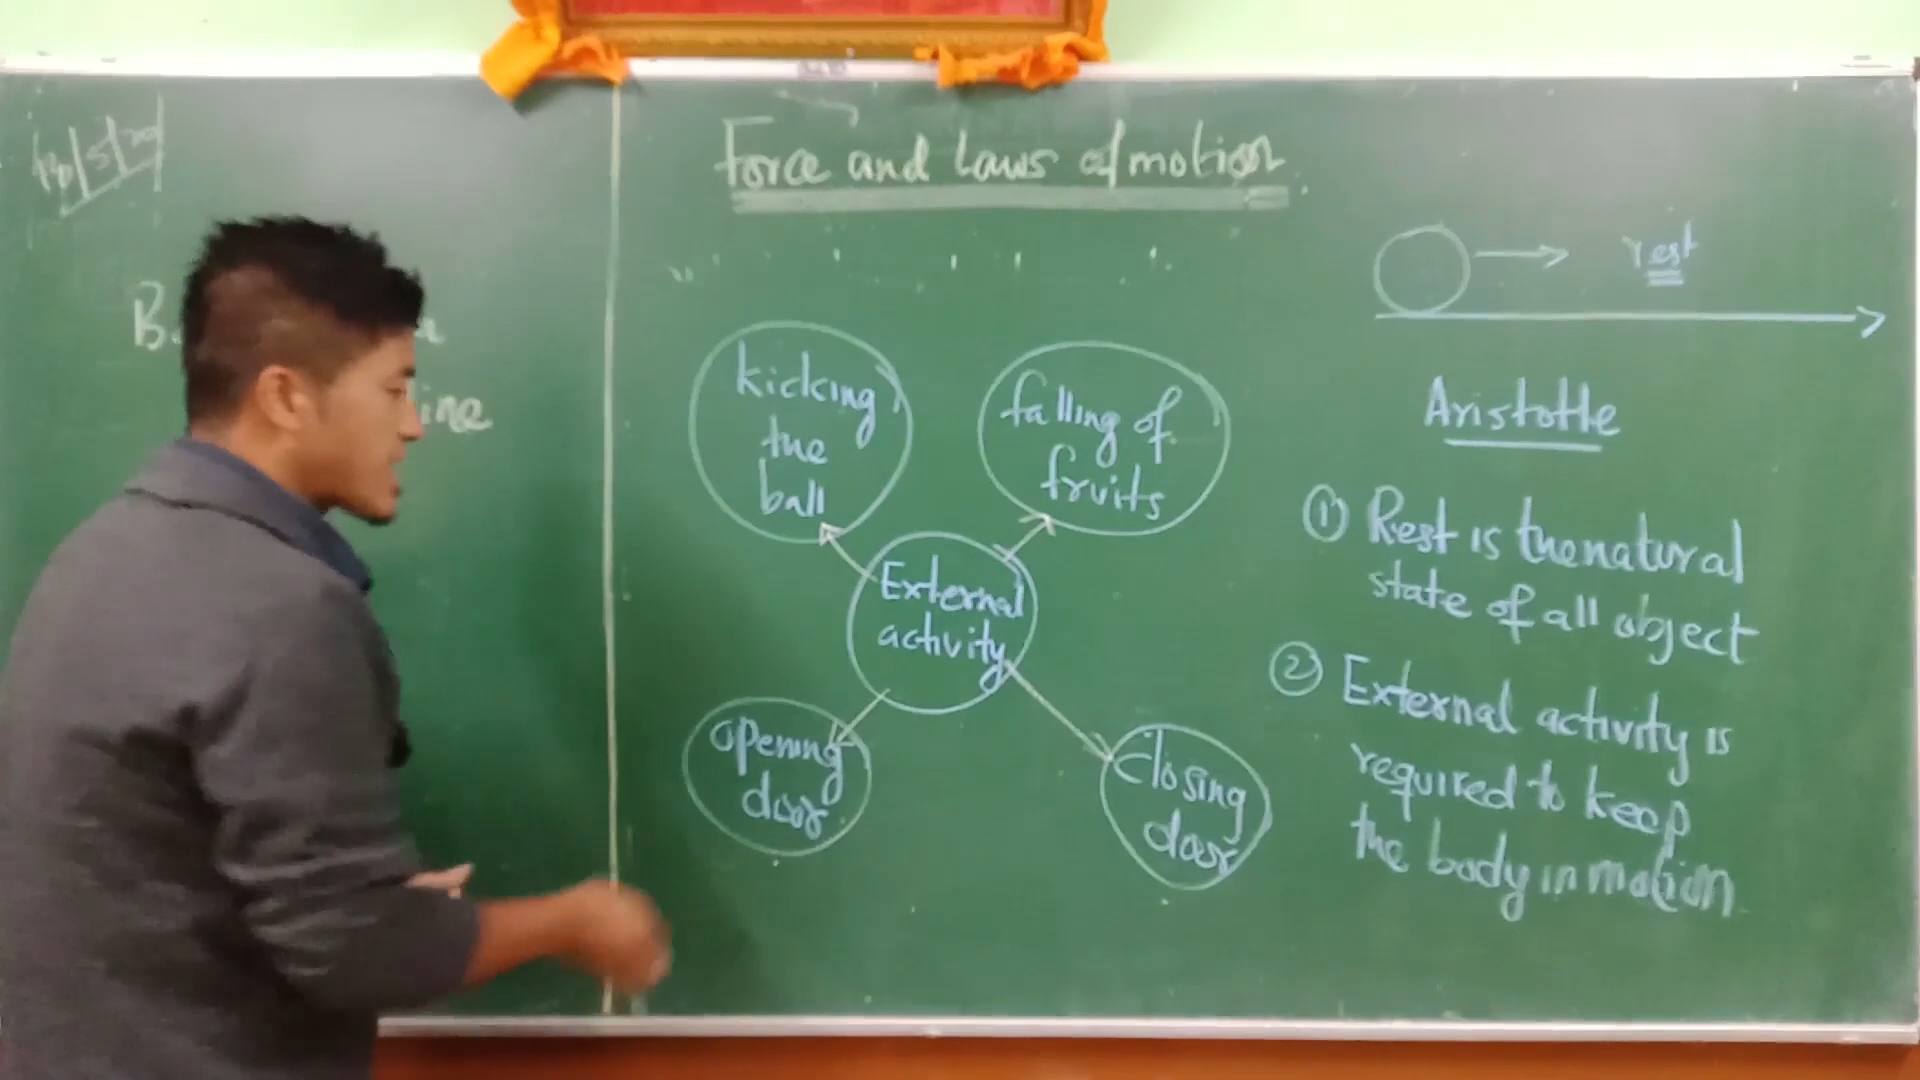 Force and Laws of motion
rest
kicking
the
ball
falling of
fruits
External
activity
opening
door
closing
door
Aristotle
① Rest is the natural
state of all object
② External activity is
required to keep
the body in motion